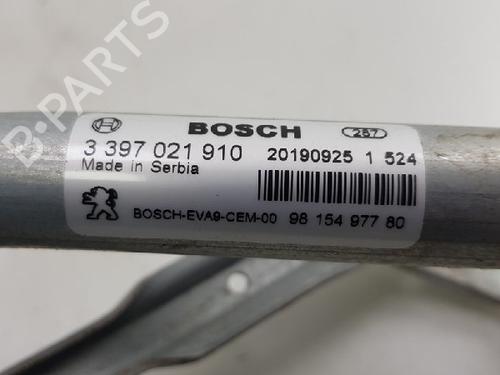 B-PARTS
BOSCH 287
3 397 021 910 20190925 1 524
Made in Serbia
BOSCH-EVA9-CEM-00 98 154 977 80